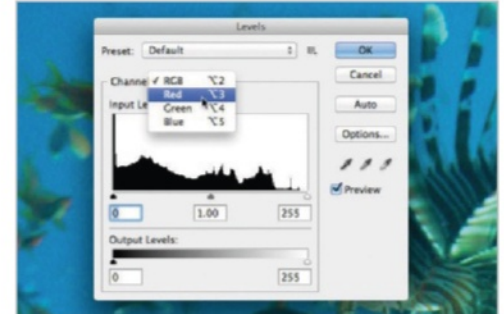 Levels
Preset: Default
OK
Channel ✓ RGB ⌥2
Red ⌥3
Green ⌥4
Blue ⌥5
Cancel
Input Le
Auto
Options...
✓ Preview
0 1.00 255
Output Levels:
0 255